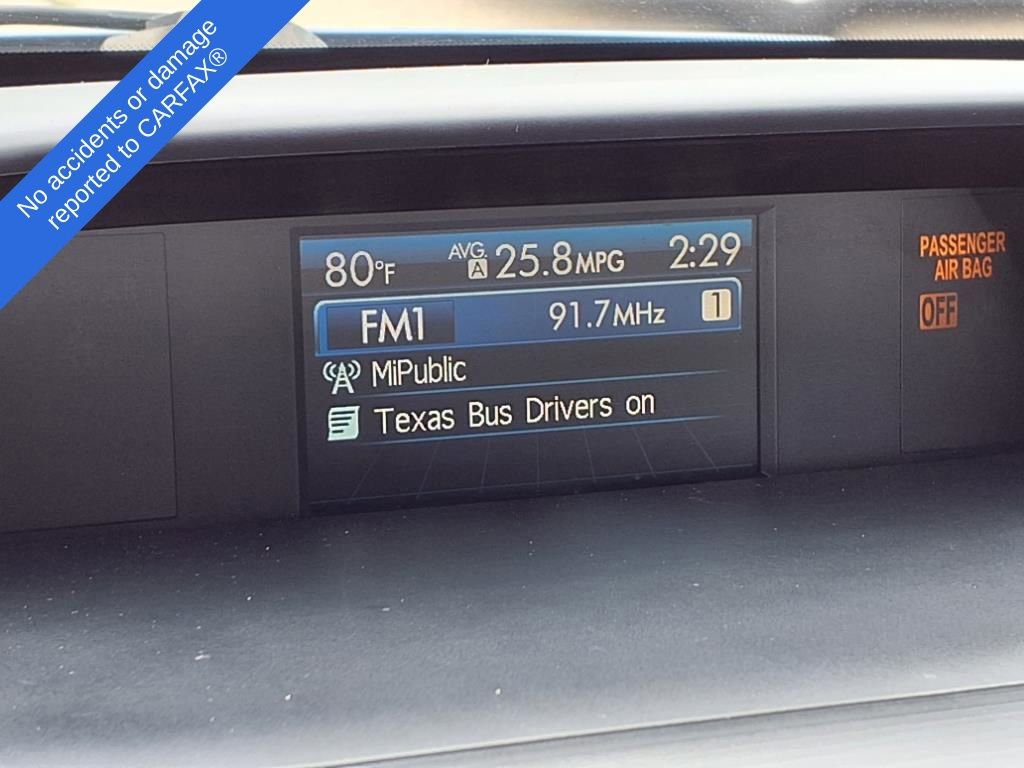 No accidents or damage
reported to CARFAX®
80°F AVG. A 25.8MPG 2:29
FM1 91.7MHz 1
MiPublic
Texas Bus Drivers on
PASSENGER
AIR BAG
OFF